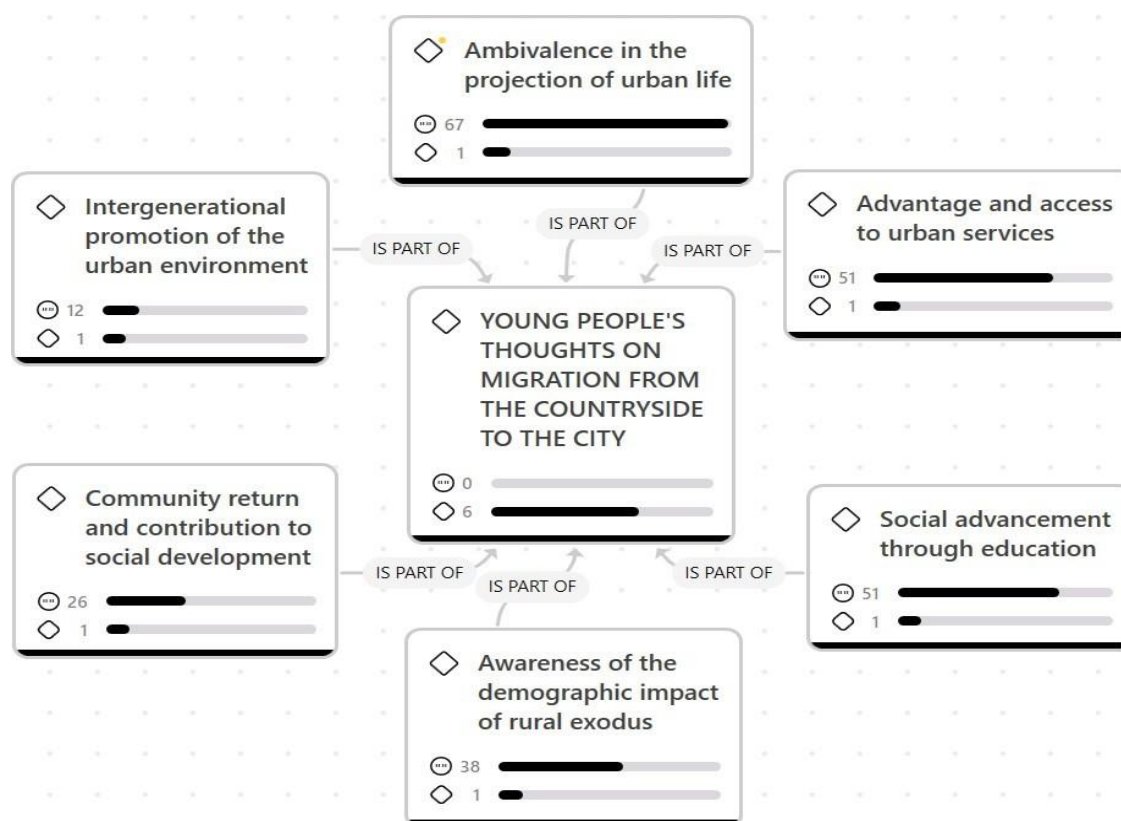 Ambivalence in the
projection of urban life
67
1
Intergenerational
promotion of the
urban environment
12
1
IS PART OF
IS PART OF
IS PART OF
Advantage and access
to urban services
51
1
YOUNG PEOPLE'S
THOUGHTS ON
MIGRATION FROM
THE COUNTRYSIDE
TO THE CITY
0
6
Community return
and contribution to
social development
26
1
IS PART OF
IS PART OF
IS PART OF
Social advancement
through education
51
1
Awareness of the
demographic impact
of rural exodus
38
1